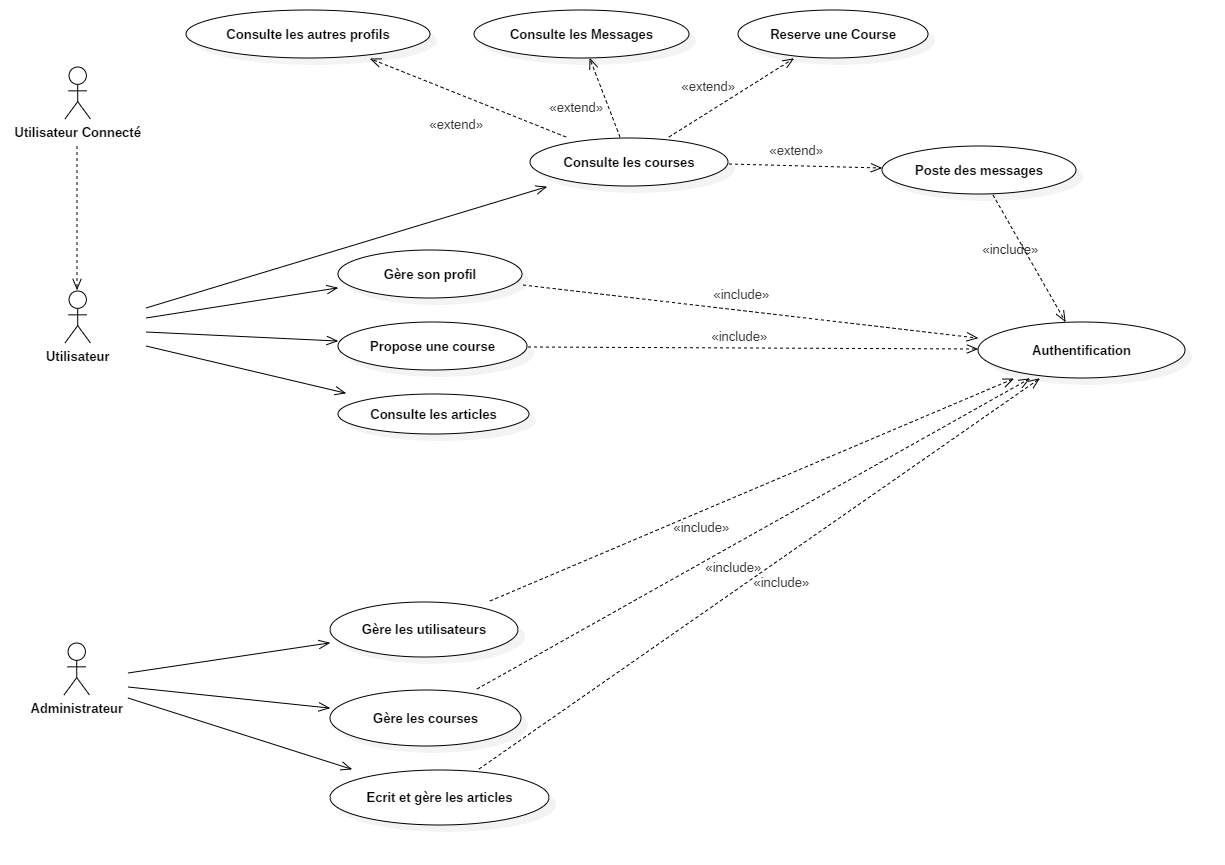 Consulte les autres profils
Consulte les Messages
Reserve une Course
«extend»
«extend»
«extend»
Utilisateur Connecté
«extend»
Consulte les courses
Poste des messages
«include»
Gère son profil
«include»
«include»
Propose une course
Authentification
Utilisateur
Consulte les articles
«include»
«include»
«include»
Gère les utilisateurs
Administrateur
Gère les courses
Ecrit et gère les articles